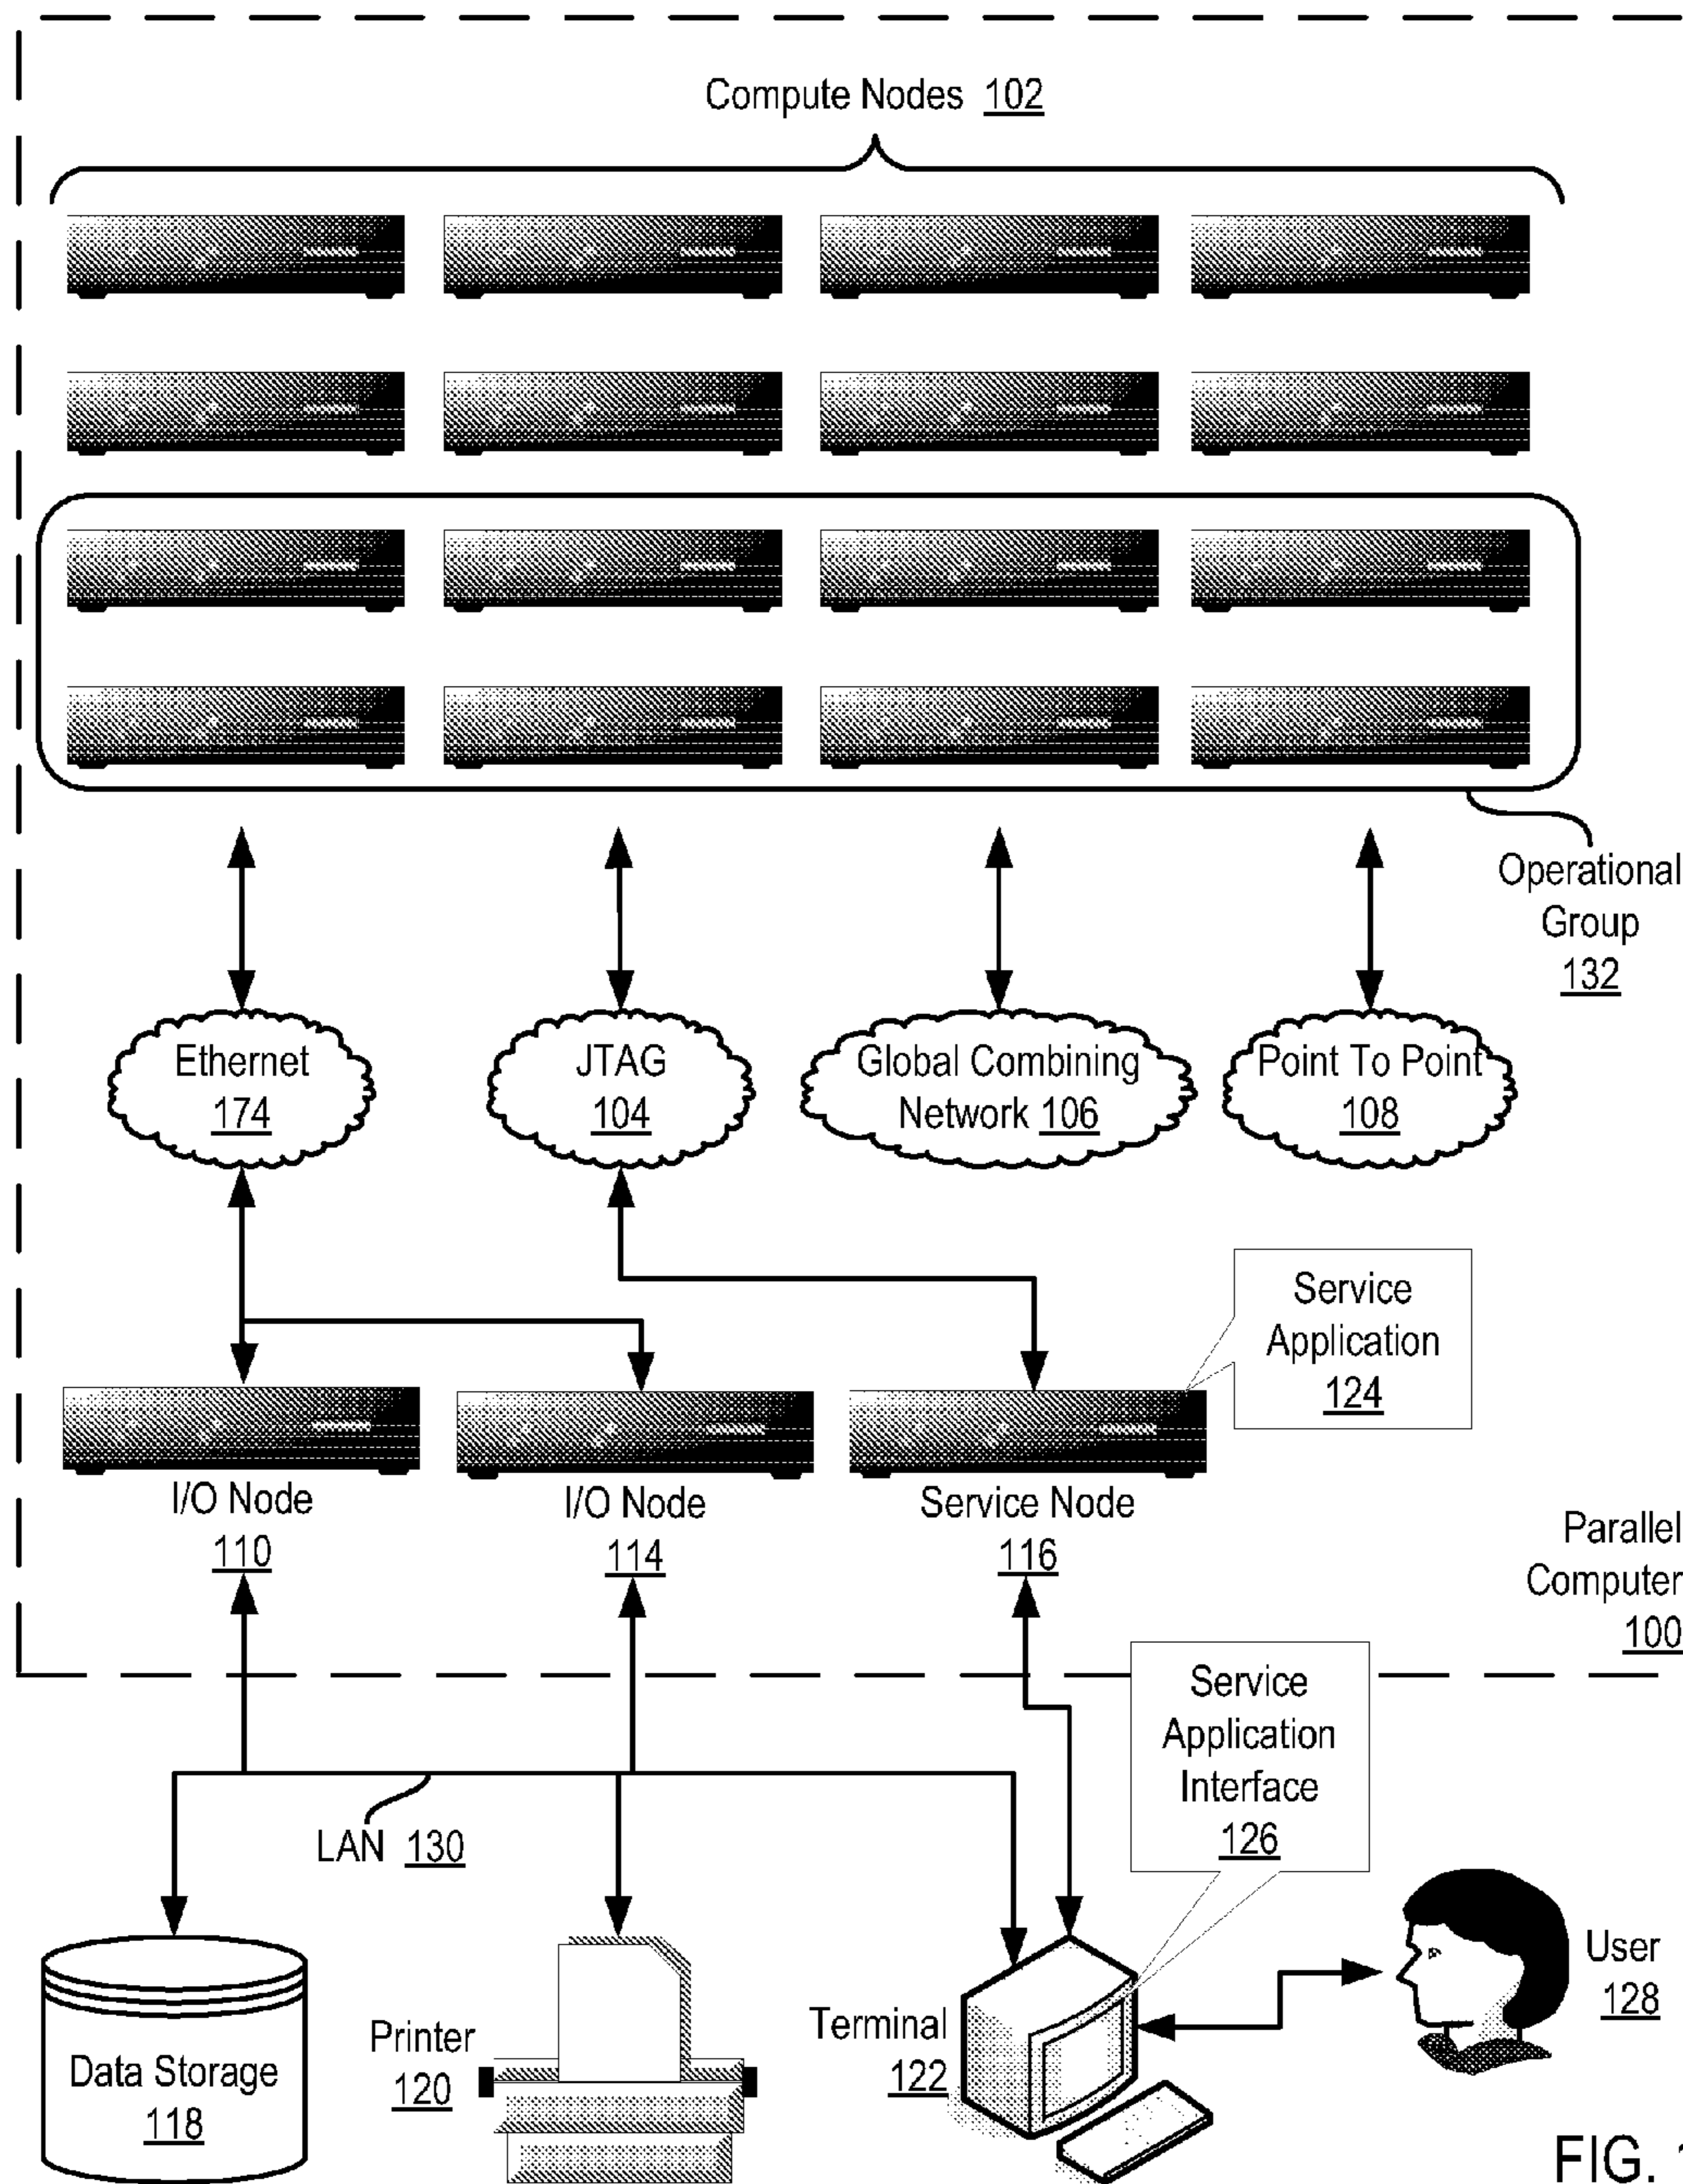 Compute Nodes 102
Operational
Group
132
Ethernet
174
JTAG
104
Global Combining
Network 106
Point To Point
108
Service
Application
124
I/O Node
110
I/O Node
114
Service Node
116
Parallel
Computer
100
Service
Application
Interface
126
LAN 130
Data Storage
118
Printer
120
Terminal
122
User
128
FIG.